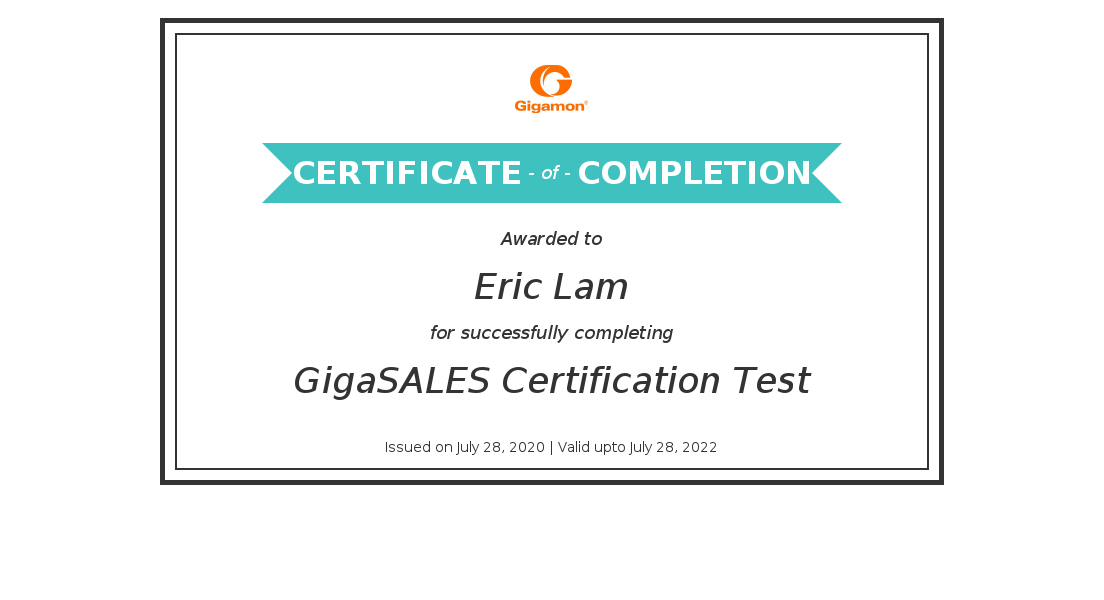 Gigamon®
CERTIFICATE - of - COMPLETION
Awarded to
Eric Lam
for successfully completing
GigaSALES Certification Test
Issued on July 28, 2020 | Valid upto July 28, 2022